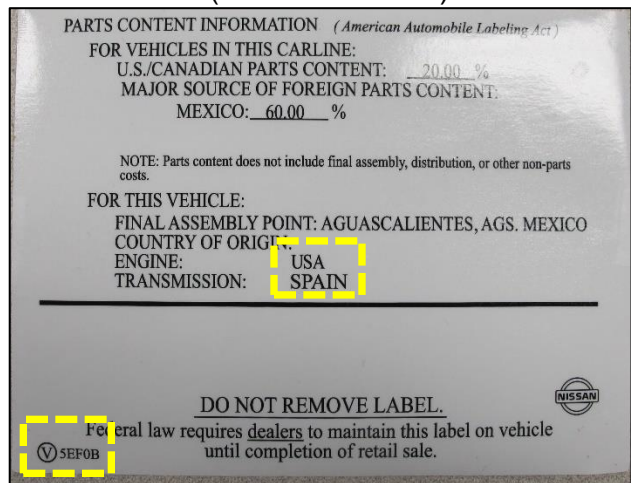 PARTS CONTENT INFORMATION (American Automobile Labeling Act)
FOR VEHICLES IN THIS CARLINE:
U.S./CANADIAN PARTS CONTENT: 20.00 %
MAJOR SOURCE OF FOREIGN PARTS CONTENT:
MEXICO: 60.00 %
NOTE: Parts content does not include final assembly, distribution, or other non-parts
costs.
FOR THIS VEHICLE:
FINAL ASSEMBLY POINT: AGUASCALIENTES, AGS. MEXICO
COUNTRY OF ORIGIN:
ENGINE: USA
TRANSMISSION: SPAIN
NISSAN
DO NOT REMOVE LABEL.
Federal law requires dealers to maintain this label on vehicle
until completion of retail sale.
V 5EF0B